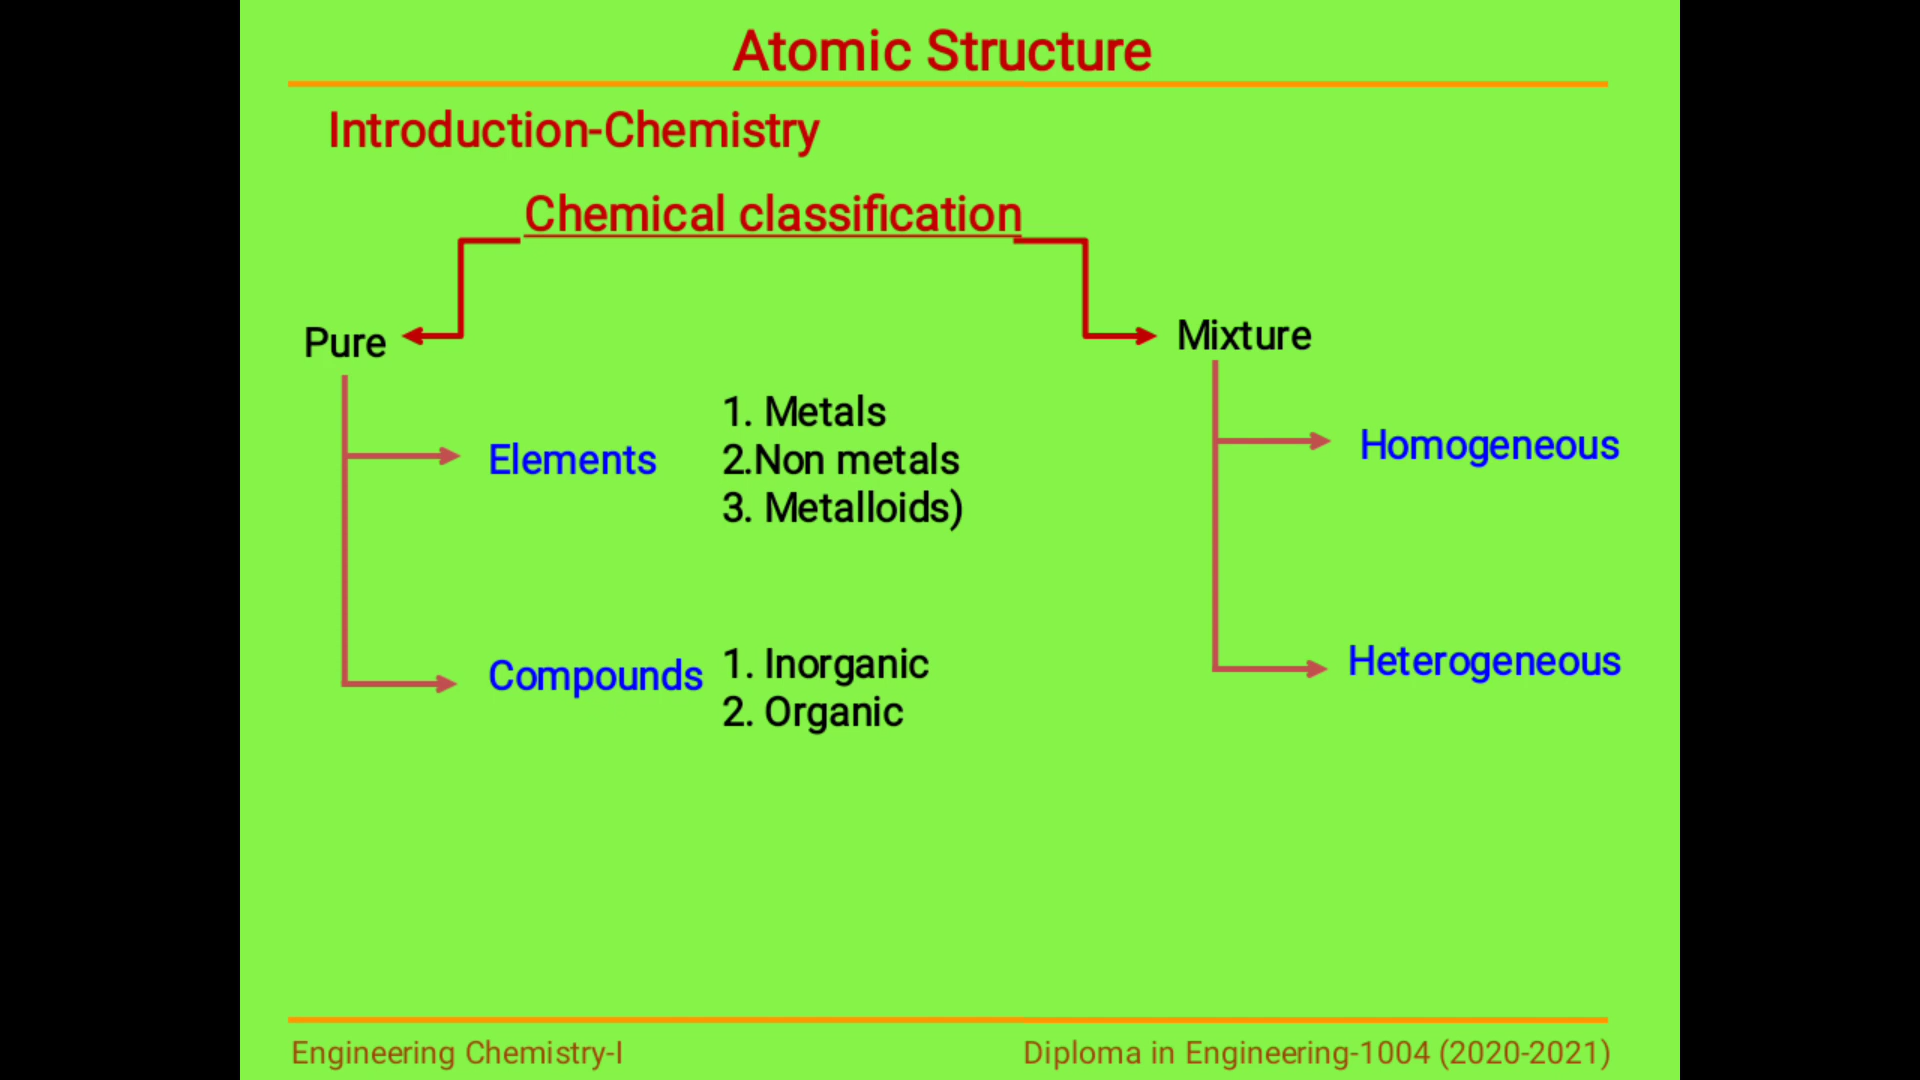 Atomic Structure
Introduction-Chemistry
Chemical classification
Pure
Mixture
Elements
1. Metals
2.Non metals
3. Metalloids)
Homogeneous
Compounds
1. Inorganic
2. Organic
Heterogeneous
Engineering Chemistry-I
Diploma in Engineering-1004 (2020-2021)